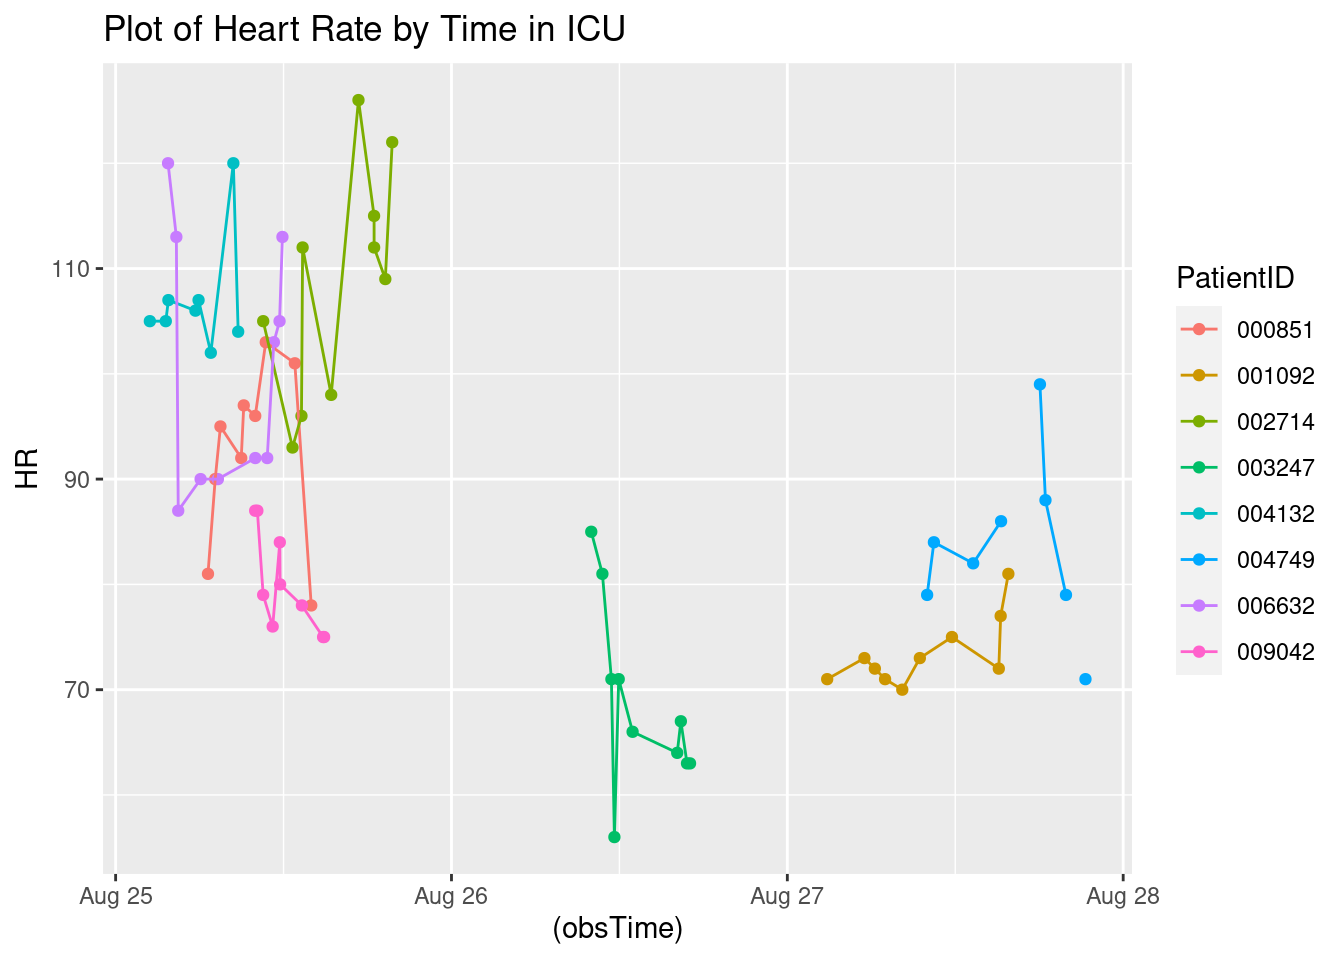 Plot of Heart Rate by Time in ICU
HR
110
90
70
Aug 25
Aug 26
Aug 27
Aug 28
(obsTime)
PatientID
000851
001092
002714
003247
004132
004749
006632
009042